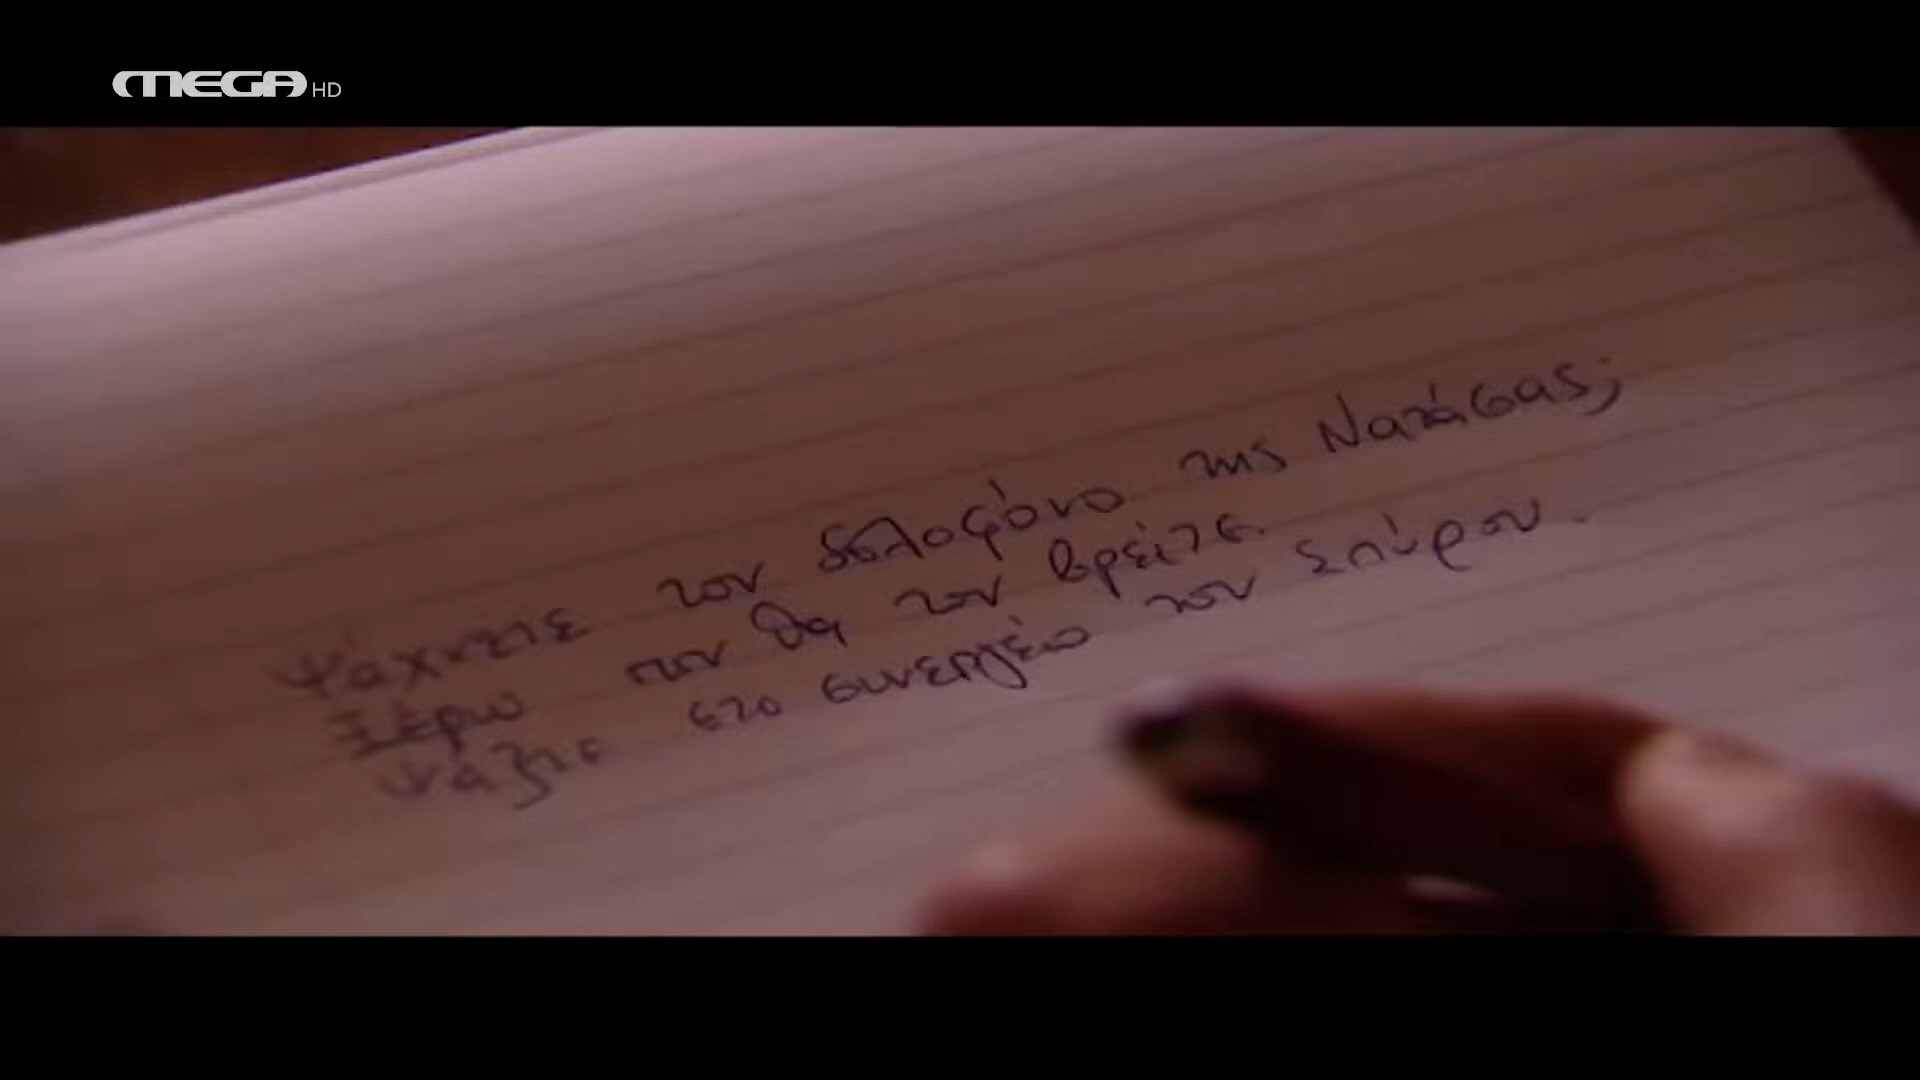 MEGA HD
Ψάχνετε τον δολοφόνο της Νατάσας;
Ξέρω που θα τον βρείτε.
Ψάξτε στο συνεργείο του Σπύρου.